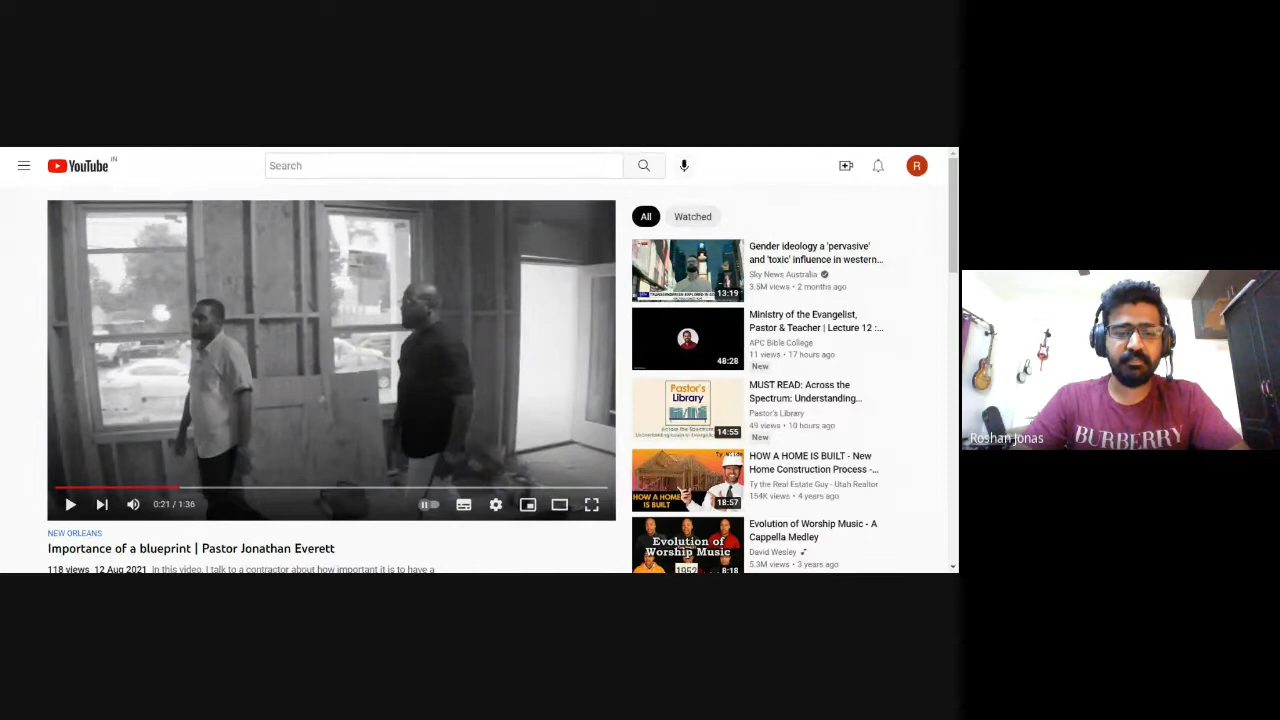 YouTube IN
Search
R
All
Watched
0:21 / 1:36
NEW ORLEANS
Importance of a blueprint | Pastor Jonathan Everett
118 views 12 Aug 2021 In this video, I talk to a contractor about how important it is to have a
13:19
Gender ideology a 'pervasive'
and 'toxic' influence in western...
Sky News Australia
3.5M views • 2 months ago
48:28
Ministry of the Evangelist,
Pastor & Teacher | Lecture 12 :...
APC Bible College
11 views • 17 hours ago
New
Pastor's
Library
14:55
MUST READ: Across the
Spectrum: Understanding...
Pastor's Library
49 views • 10 hours ago
New
HOW A HOME
IS BUILT
18:57
HOW A HOME IS BUILT - New
Home Construction Process -...
Ty the Real Estate Guy - Utah Realtor
154K views • 4 years ago
Evolution of
Worship Music
1952
8:18
Evolution of Worship Music - A
Cappella Medley
David Wesley
5.3M views • 3 years ago
BURBERRY
Roshan Jonas